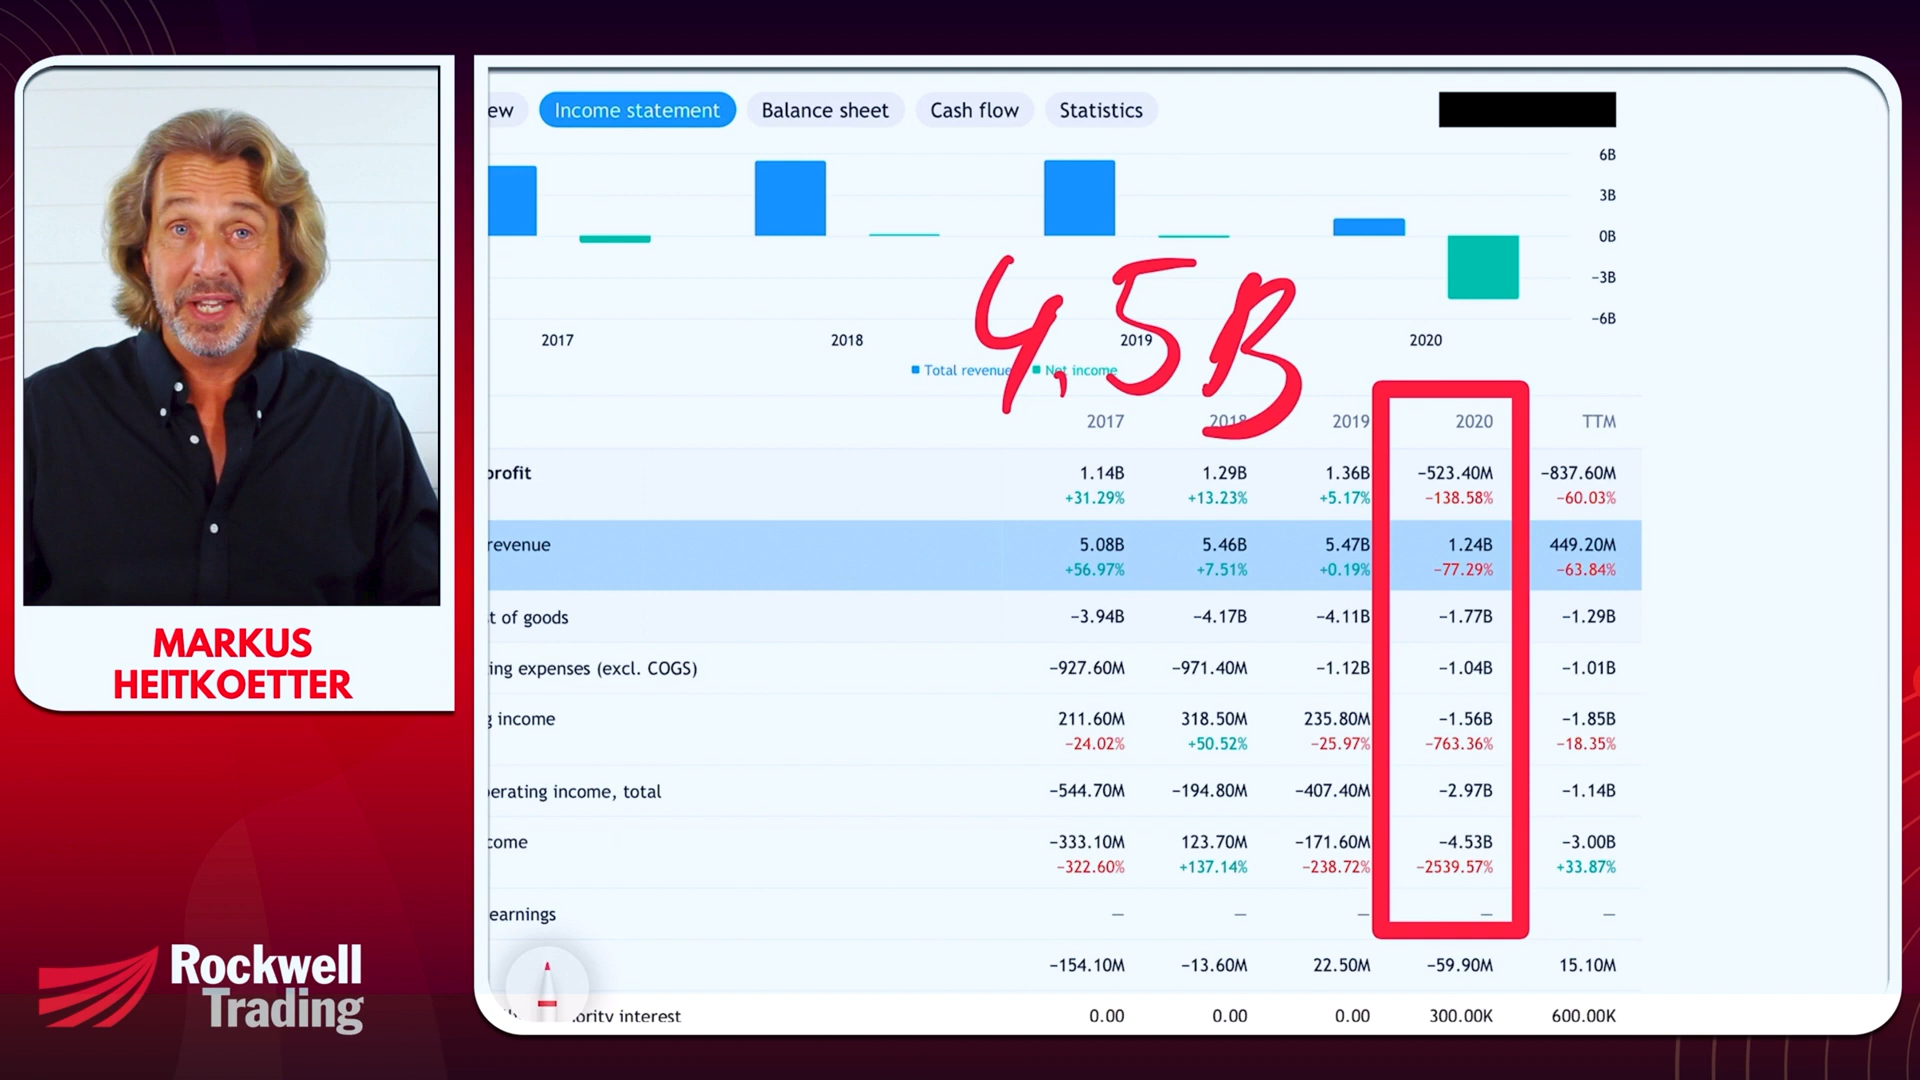 MARKUS
HEITKOETTER
Rockwell
Trading
ew Income statement Balance sheet Cash flow Statistics
6B
3B
0B
−3B
−6B
4,5B
2017 2018 2019 2020
Total revenue Net income
2017 2018 2019 2020 TTM
profit 1.14B 1.29B 1.36B −523.40M −837.60M
+31.29% +13.23% +5.17% −138.58% −60.03%
revenue 5.08B 5.46B 5.47B 1.24B 449.20M
+56.97% +7.51% +0.19% −77.29% −63.84%
t of goods −3.94B −4.17B −4.11B −1.77B −1.29B
ing expenses (excl. COGS) −927.60M −971.40M −1.12B −1.04B −1.01B
g income 211.60M 318.50M 235.80M −1.56B −1.85B
−24.02% +50.52% −25.97% −763.36% −18.35%
erating income, total −544.70M −194.80M −407.40M −2.97B −1.14B
come −333.10M 123.70M −171.60M −4.53B −3.00B
−322.60% +137.14% −238.72% −2539.57% +33.87%
earnings — — — — —
−154.10M −13.60M 22.50M −59.90M 15.10M
ority interest 0.00 0.00 0.00 300.00K 600.00K